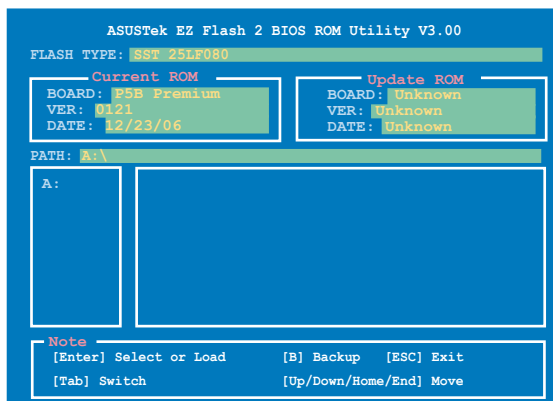 ASUSTek EZ Flash 2 BIOS ROM Utility V3.00
FLASH TYPE: SST 25LF080
Current ROM
BOARD: P5B Premium
VER: 0121
DATE: 12/23/06
Update ROM
BOARD: Unknown
VER: Unknown
DATE: Unknown
PATH: A:\
A:
Note
[Enter] Select or Load [B] Backup [ESC] Exit
[Tab] Switch [Up/Down/Home/End] Move